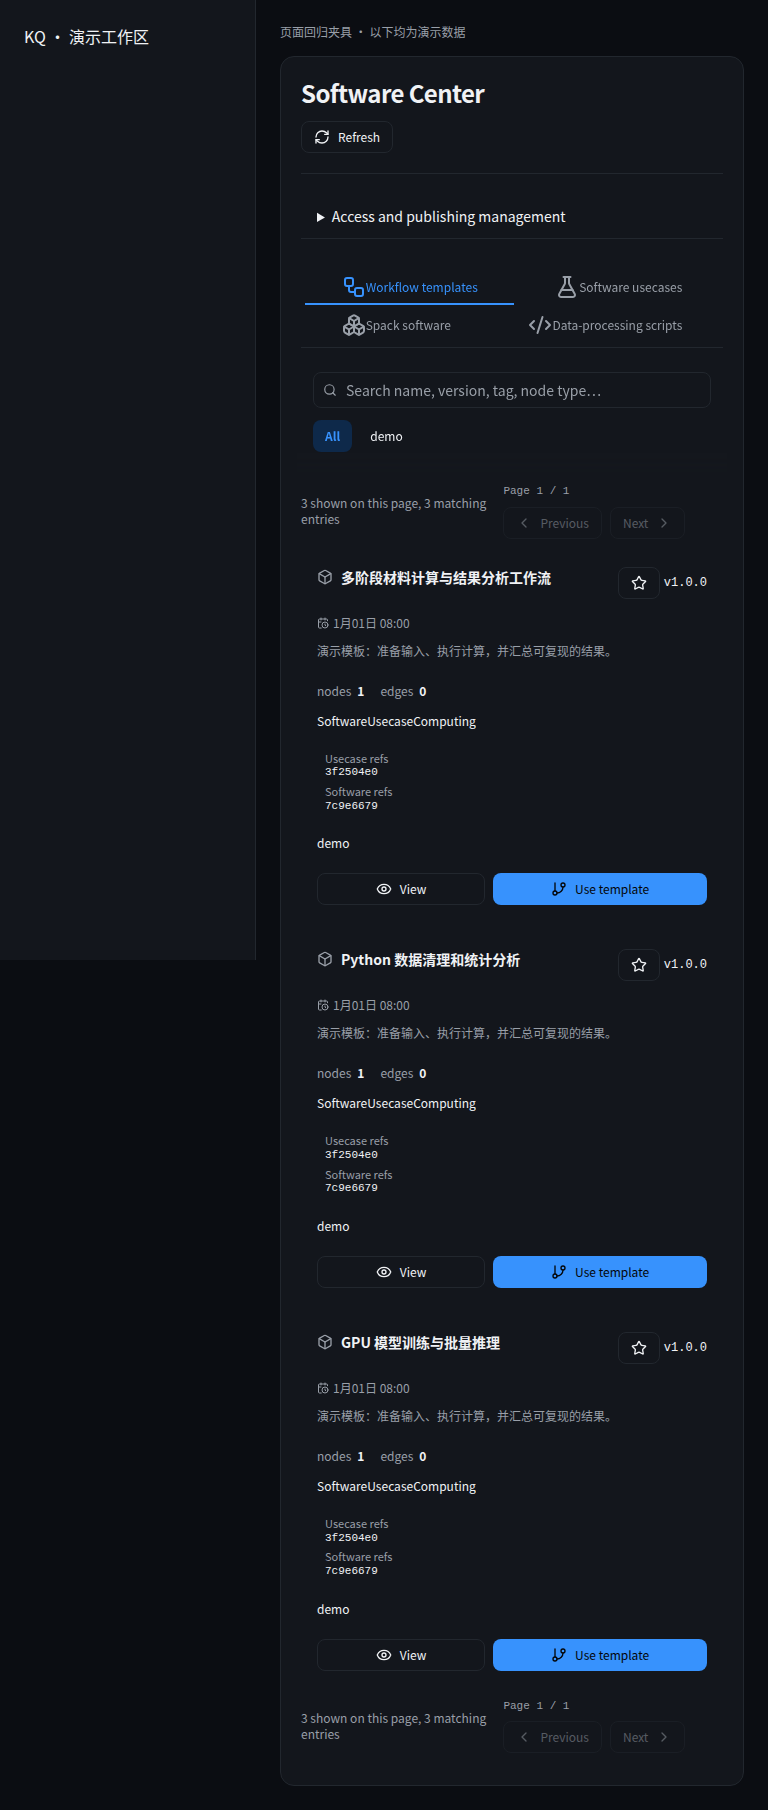 KQ · 演示工作区
页面回归夹具 · 以下均为演示数据
Software Center
Refresh
Access and publishing management
Workflow templates
Software usecases
Spack software
Data-processing scripts
Search name, version, tag, node type…
All
demo
3 shown on this page, 3 matching
entries
Page 1 / 1
Previous
Next
多阶段材料计算与结果分析工作流
v1.0.0
1月01日 08:00
演示模板：准备输入、执行计算，并汇总可复现的结果。
nodes 1 edges 0
SoftwareUsecaseComputing
Usecase refs
3f2504e0
Software refs
7c9e6679
demo
View
Use template
Python 数据清理和统计分析
v1.0.0
1月01日 08:00
演示模板：准备输入、执行计算，并汇总可复现的结果。
nodes 1 edges 0
SoftwareUsecaseComputing
Usecase refs
3f2504e0
Software refs
7c9e6679
demo
View
Use template
GPU 模型训练与批量推理
v1.0.0
1月01日 08:00
演示模板：准备输入、执行计算，并汇总可复现的结果。
nodes 1 edges 0
SoftwareUsecaseComputing
Usecase refs
3f2504e0
Software refs
7c9e6679
demo
View
Use template
3 shown on this page, 3 matching
entries
Page 1 / 1
Previous
Next